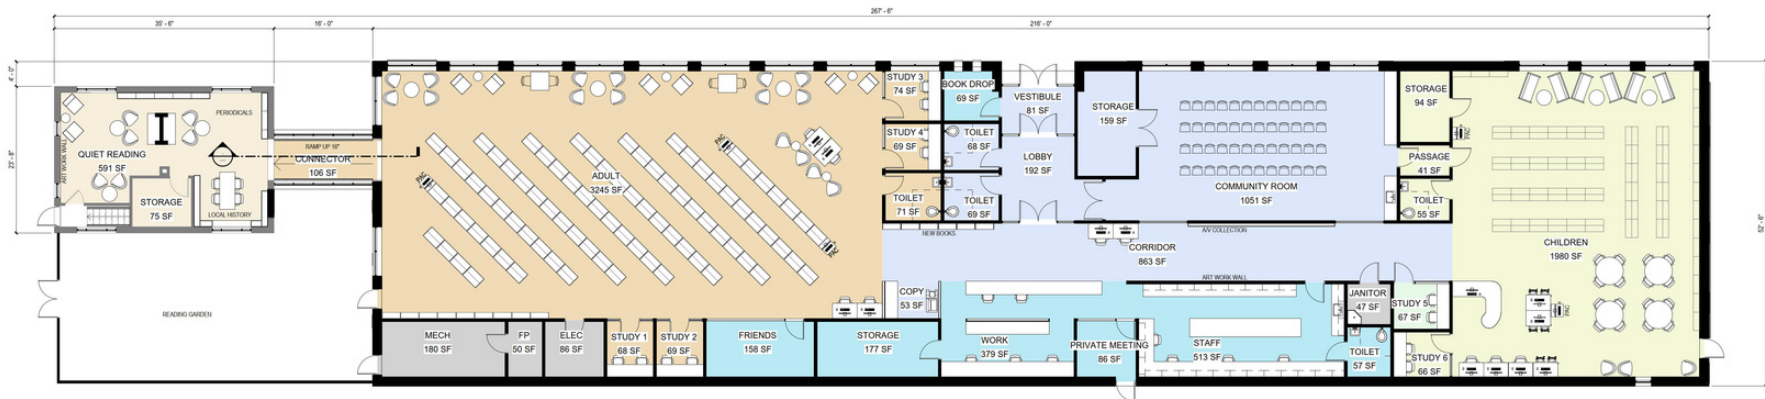 267' - 6"
35' - 6"
16' - 0"
216' - 0"
4' - 0"
23' - 8"
52' - 6"
PERIODICALS
ART WORK WALL
QUIET READING
591 SF
STORAGE
75 SF
LOCAL HISTORY
RAMP UP 16"
CONNECTOR
106 SF
READING GARDEN
PAC
PAC
PAC
ADULT
3245 SF
STUDY 3
74 SF
STUDY 4
69 SF
TOILET
71 SF
BOOK DROP
69 SF
TOILET
68 SF
TOILET
69 SF
NEW BOOKS
VESTIBULE
81 SF
LOBBY
192 SF
STORAGE
159 SF
COMMUNITY ROOM
1051 SF
A/V COLLECTION
CORRIDOR
863 SF
ART WORK WALL
STORAGE
94 SF
PAC
PASSAGE
41 SF
TOILET
55 SF
CHILDREN
1980 SF
PAC
MECH
180 SF
FP
50 SF
ELEC
86 SF
STUDY 1
68 SF
STUDY 2
69 SF
FRIENDS
158 SF
STORAGE
177 SF
COPY
53 SF
WORK
379 SF
PRIVATE MEETING
86 SF
STAFF
513 SF
JANITOR
47 SF
TOILET
57 SF
STUDY 5
67 SF
STUDY 6
66 SF